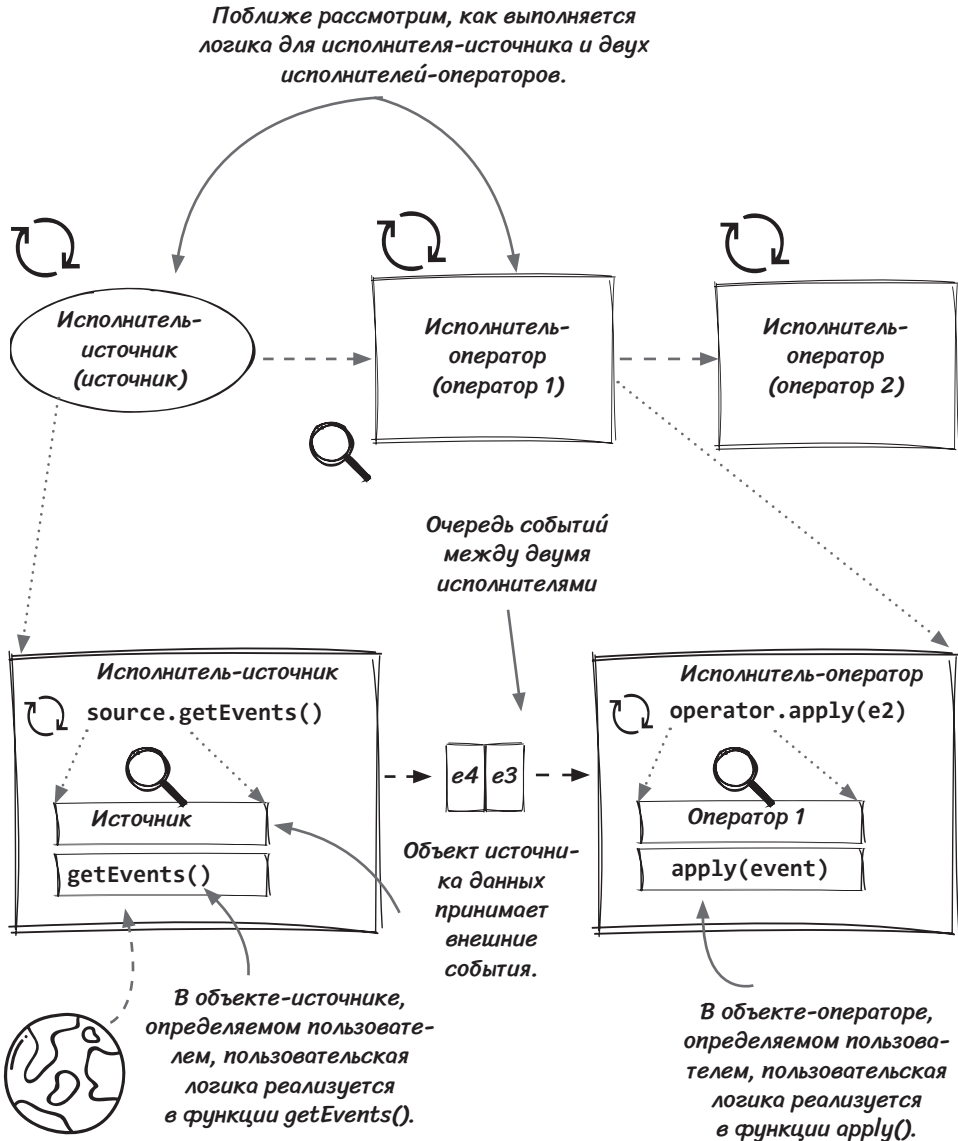 Поближе рассмотрим, как выполняется
логика для исполнителя-источника и двух
исполнителей-операторов.
Исполнитель-
источник
(источник)
Исполнитель-
оператор
(оператор 1)
Исполнитель-
оператор
(оператор 2)
Очередь событий
между двумя
исполнителями
Исполнитель-источник
source.getEvents()
Источник
getEvents()
e4 e3
Исполнитель-оператор
operator.apply(e2)
Оператор 1
apply(event)
Объект источни-
ка данных
принимает
внешние
события.
В объекте-источнике,
определяемом пользовате-
лем, пользовательская
логика реализуется
в функции getEvents().
В объекте-операторе,
определяемом пользова-
телем, пользовательская
логика реализуется
в функции apply().